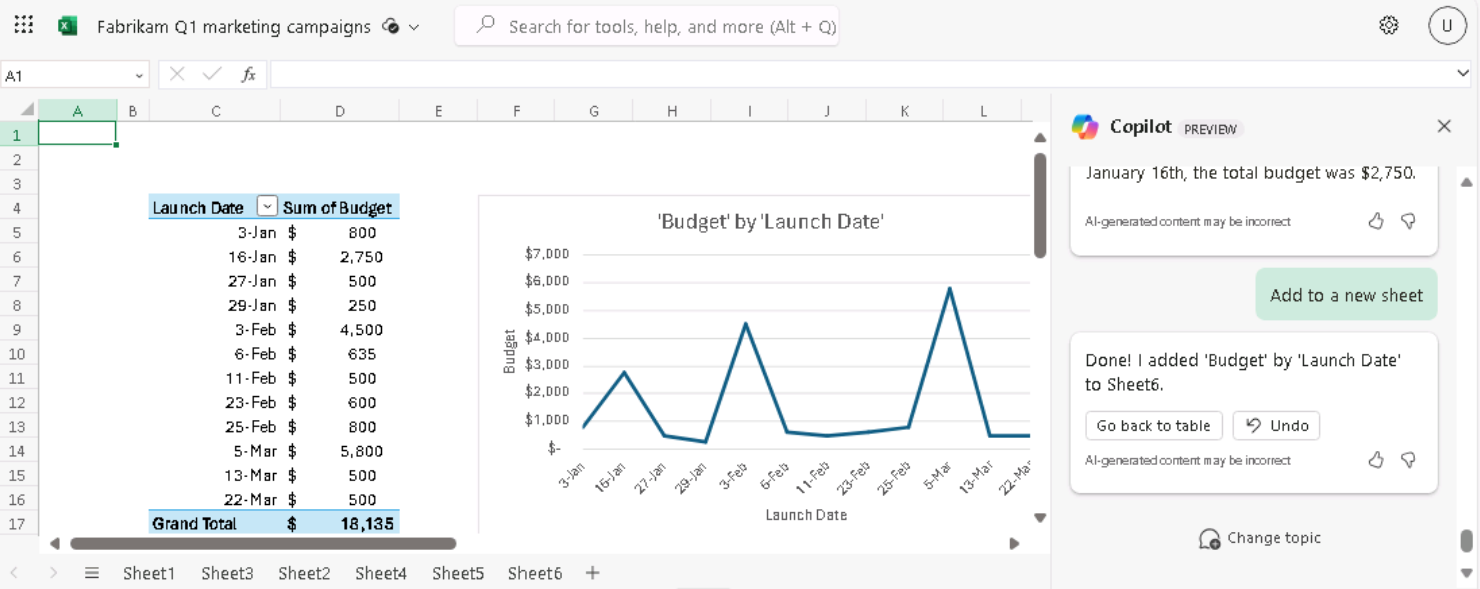 Fabrikam Q1 marketing campaigns
Search for tools, help, and more (Alt + Q)
U
A1
fx
A B C D E F G H I J K L
1
2
3
4 Launch Date Sum of Budget
5 3-Jan $ 800
6 16-Jan $ 2,750
7 27-Jan $ 500
8 29-Jan $ 250
9 3-Feb $ 4,500
10 6-Feb $ 635
11 11-Feb $ 500
12 23-Feb $ 600
13 25-Feb $ 800
14 5-Mar $ 5,800
15 13-Mar $ 500
16 22-Mar $ 500
17 Grand Total $ 18,135
'Budget' by 'Launch Date'
Budget
$7,000
$6,000
$5,000
$4,000
$3,000
$2,000
$1,000
$-
3-Jan 16-Jan 27-Jan 29-Jan 3-Feb 6-Feb 11-Feb 23-Feb 25-Feb 5-Mar 13-Mar 22-Mar
Launch Date
Sheet1 Sheet3 Sheet2 Sheet4 Sheet5 Sheet6 +
Copilot PREVIEW
January 16th, the total budget was $2,750.
AI-generated content may be incorrect
Add to a new sheet
Done! I added 'Budget' by 'Launch Date'
to Sheet6.
Go back to table Undo
AI-generated content may be incorrect
Change topic